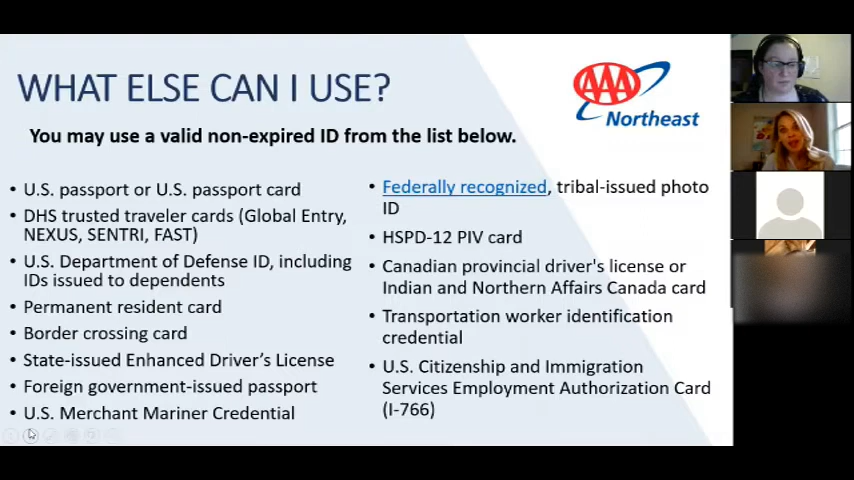 WHAT ELSE CAN I USE?
AAA
Northeast
You may use a valid non-expired ID from the list below.
• U.S. passport or U.S. passport card
• DHS trusted traveler cards (Global Entry,
NEXUS, SENTRI, FAST)
• U.S. Department of Defense ID, including
IDs issued to dependents
• Permanent resident card
• Border crossing card
• State-issued Enhanced Driver's License
• Foreign government-issued passport
• U.S. Merchant Mariner Credential
• Federally recognized, tribal-issued photo
ID
• HSPD-12 PIV card
• Canadian provincial driver's license or
Indian and Northern Affairs Canada card
• Transportation worker identification
credential
• U.S. Citizenship and Immigration
Services Employment Authorization Card
(I-766)